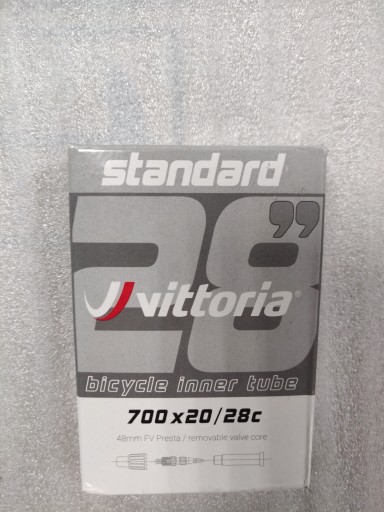 standard
28”
vittoria®
bicycle inner tube
700x20/28c
48mm FV Presta / removable valve core